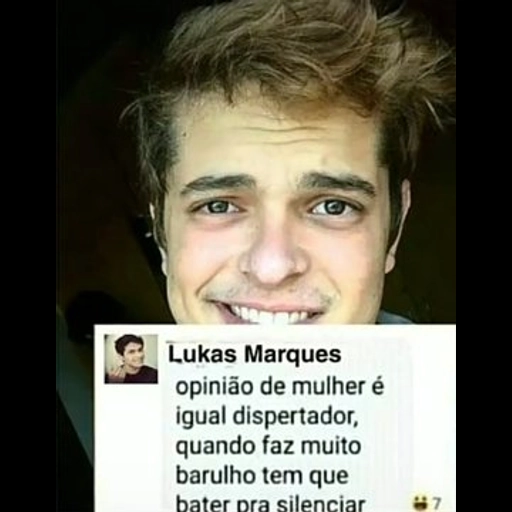 Lukas Marques
opinião de mulher é
igual dispertador,
quando faz muito
barulho tem que
bater pra silenciar
7